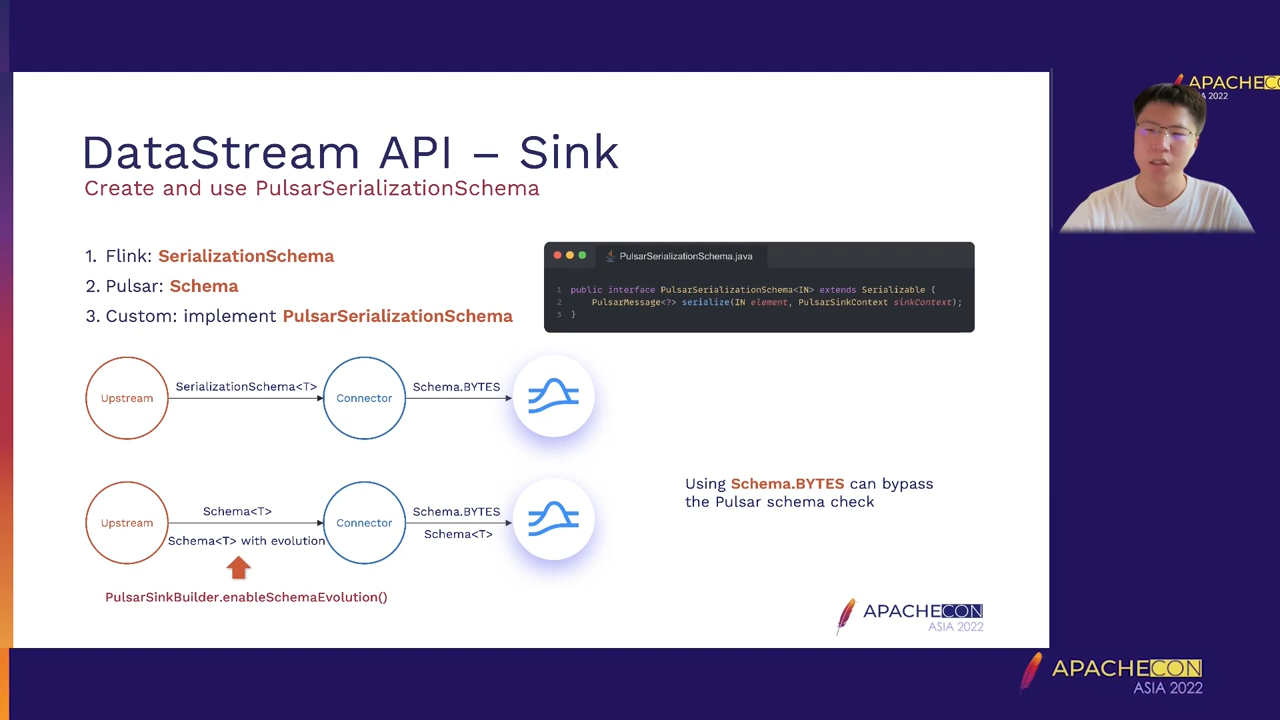 DataStream API – Sink
Create and use PulsarSerializationSchema
1. Flink: SerializationSchema
2. Pulsar: Schema
3. Custom: implement PulsarSerializationSchema
PulsarSerializationSchema.java
1 public interface PulsarSerializationSchema<IN> extends Serializable {
2 PulsarMessage<?> serialize(IN element, PulsarSinkContext sinkContext);
3 }
Upstream
SerializationSchema<T>
Connector
Schema.BYTES
Upstream
Schema<T>
Schema<T> with evolution
Connector
Schema.BYTES
Schema<T>
PulsarSinkBuilder.enableSchemaEvolution()
Using Schema.BYTES can bypass
the Pulsar schema check
APACHECON
ASIA 2022
APACHECO
A 2022
APACHECON
ASIA 2022